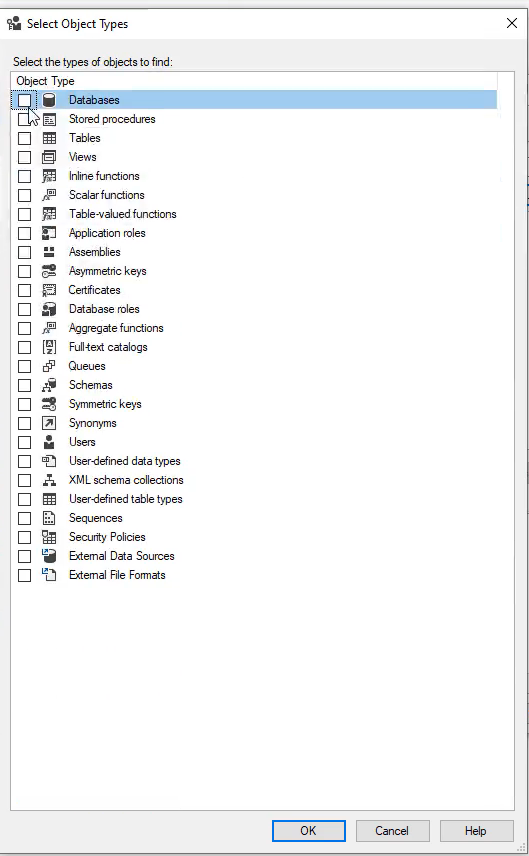 Select Object Types
Select the types of objects to find:
Object Type
Databases
Stored procedures
Tables
Views
Inline functions
Scalar functions
Table-valued functions
Application roles
Assemblies
Asymmetric keys
Certificates
Database roles
Aggregate functions
Full-text catalogs
Queues
Schemas
Symmetric keys
Synonyms
Users
User-defined data types
XML schema collections
User-defined table types
Sequences
Security Policies
External Data Sources
External File Formats
OK Cancel Help